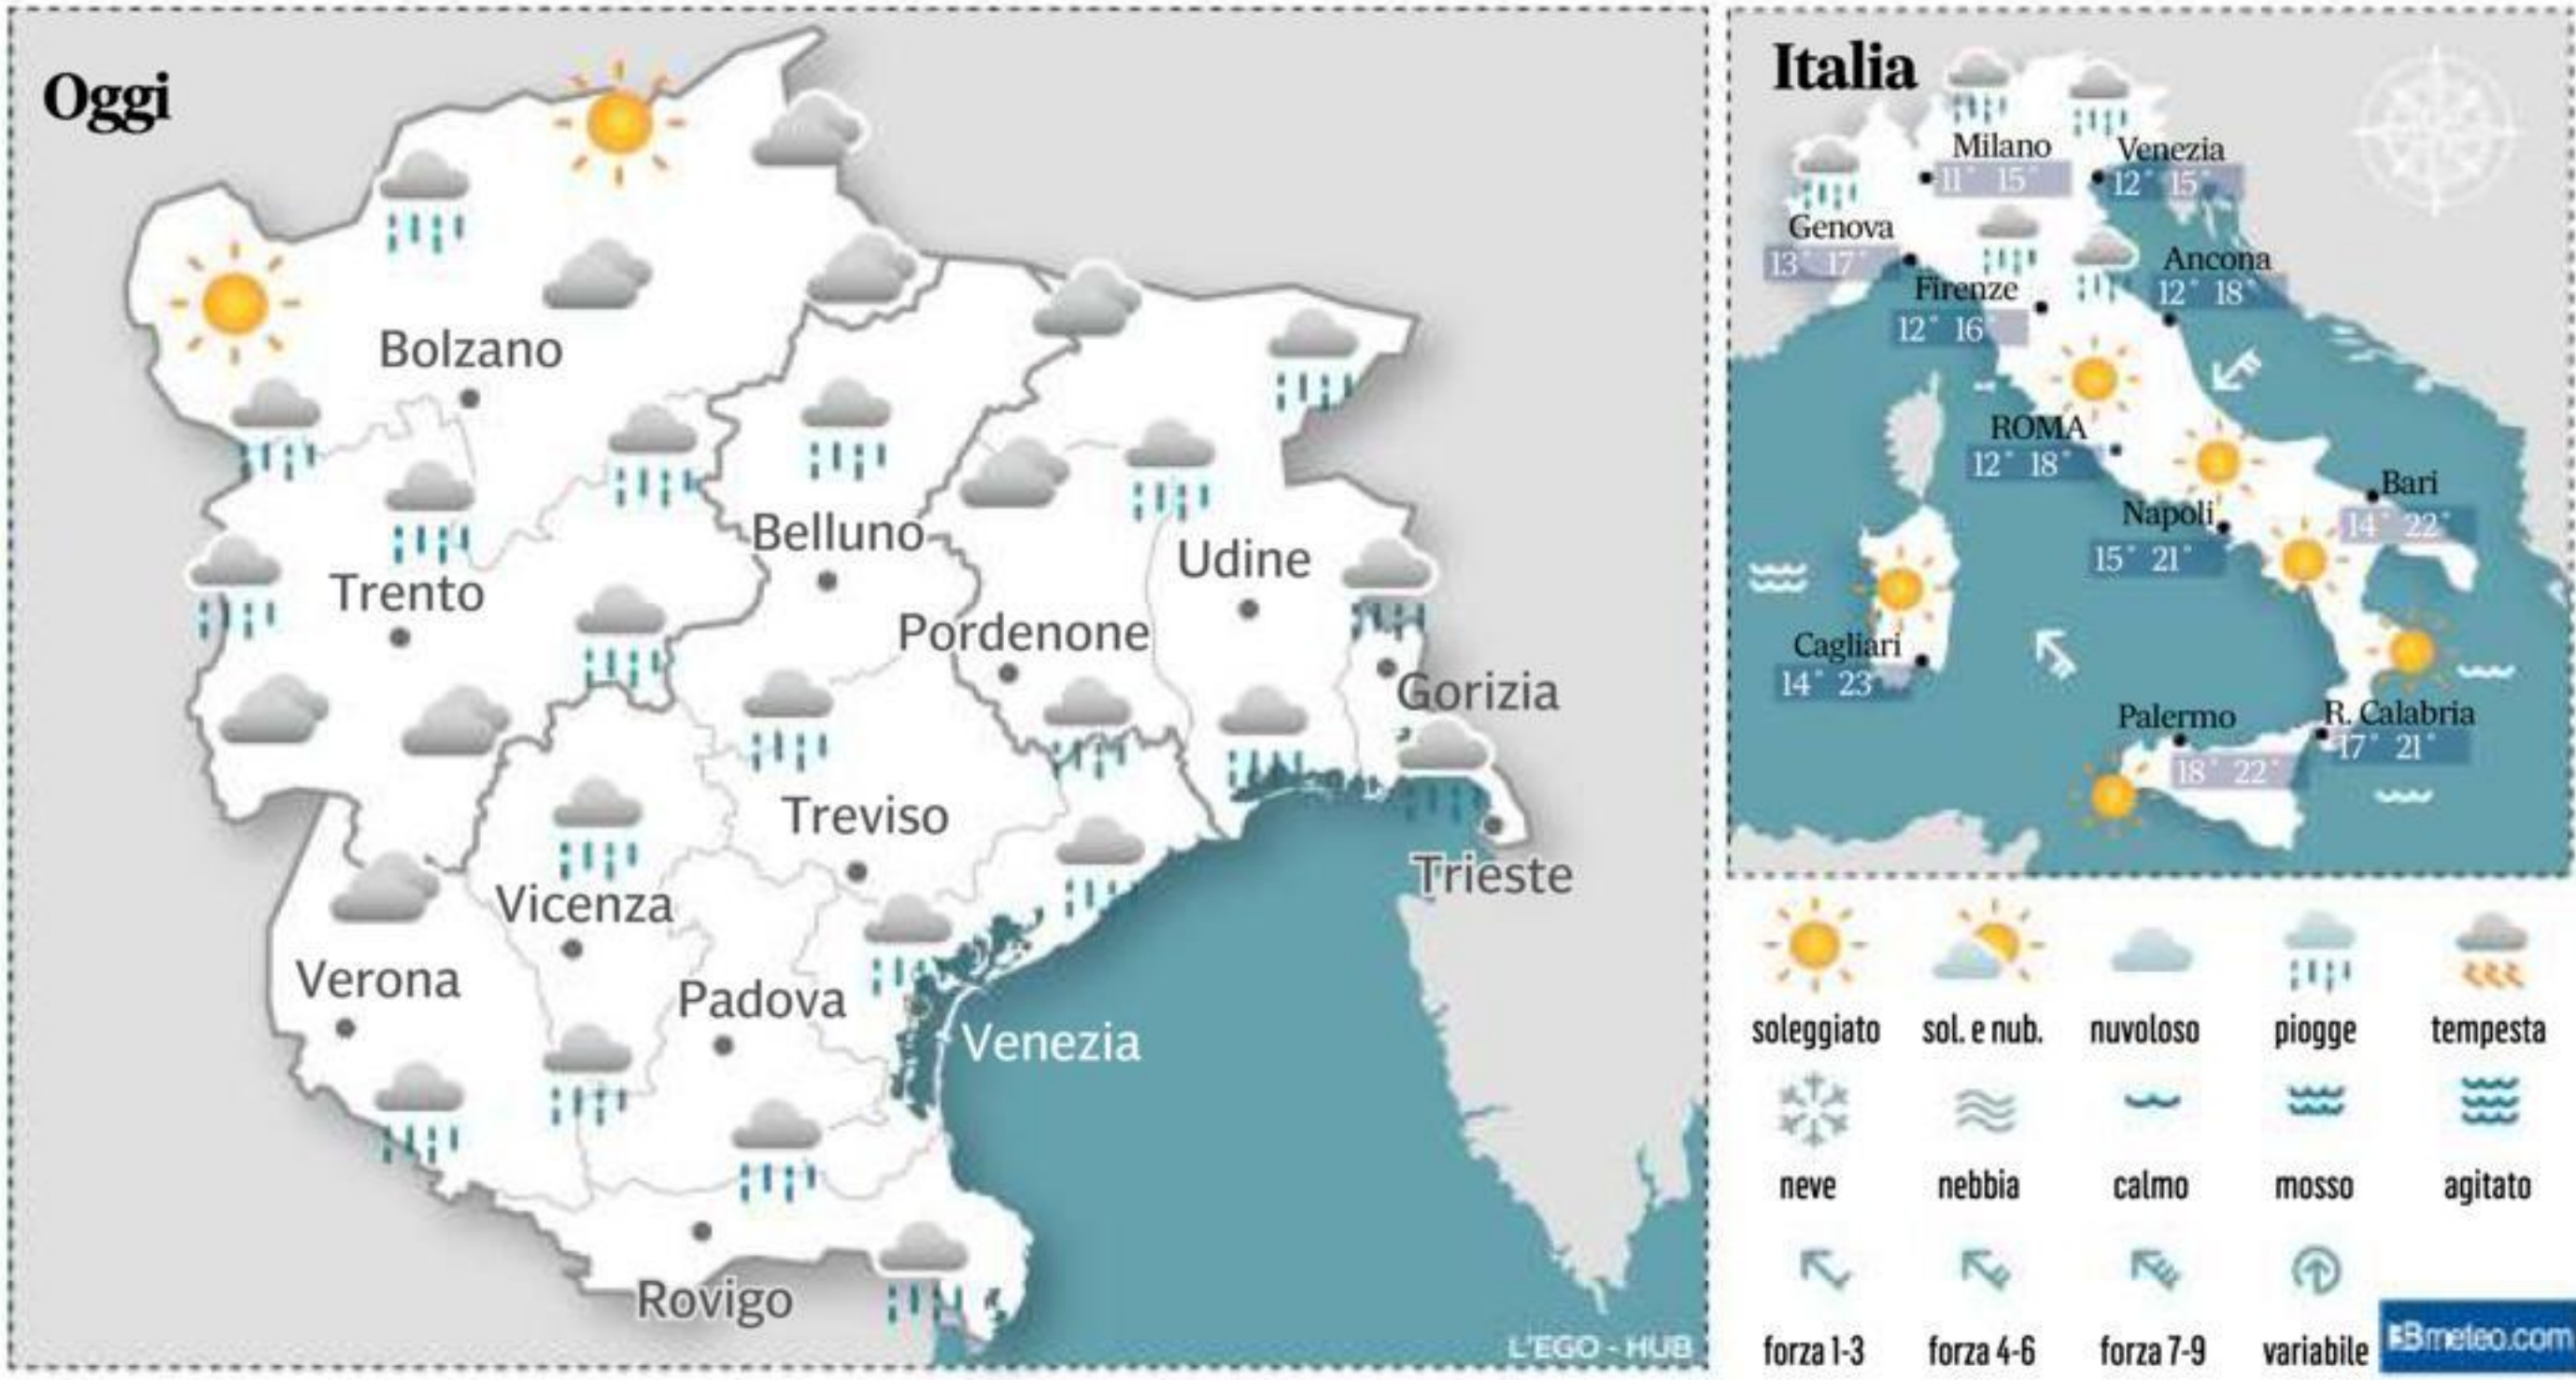 Oggi
Bolzano
Belluno
Trento
Udine
Pordenone
Gorizia
Treviso
Trieste
Vicenza
Verona
Padova
Venezia
Rovigo
L'EGO - HUB
Italia
Milano
11° 15°
Venezia
12° 15°
Genova
13° 17°
Ancona
12° 18°
Firenze
12° 16°
ROMA
12° 18°
Bari
14° 22°
Napoli
15° 21°
Cagliari
14° 23°
Palermo
18° 22°
R. Calabria
17° 21°
soleggiato sol. e nub. nuvoloso piogge tempesta
neve nebbia calmo mosso agitato
forza 1-3 forza 4-6 forza 7-9 variabile
3Bmeteo.com